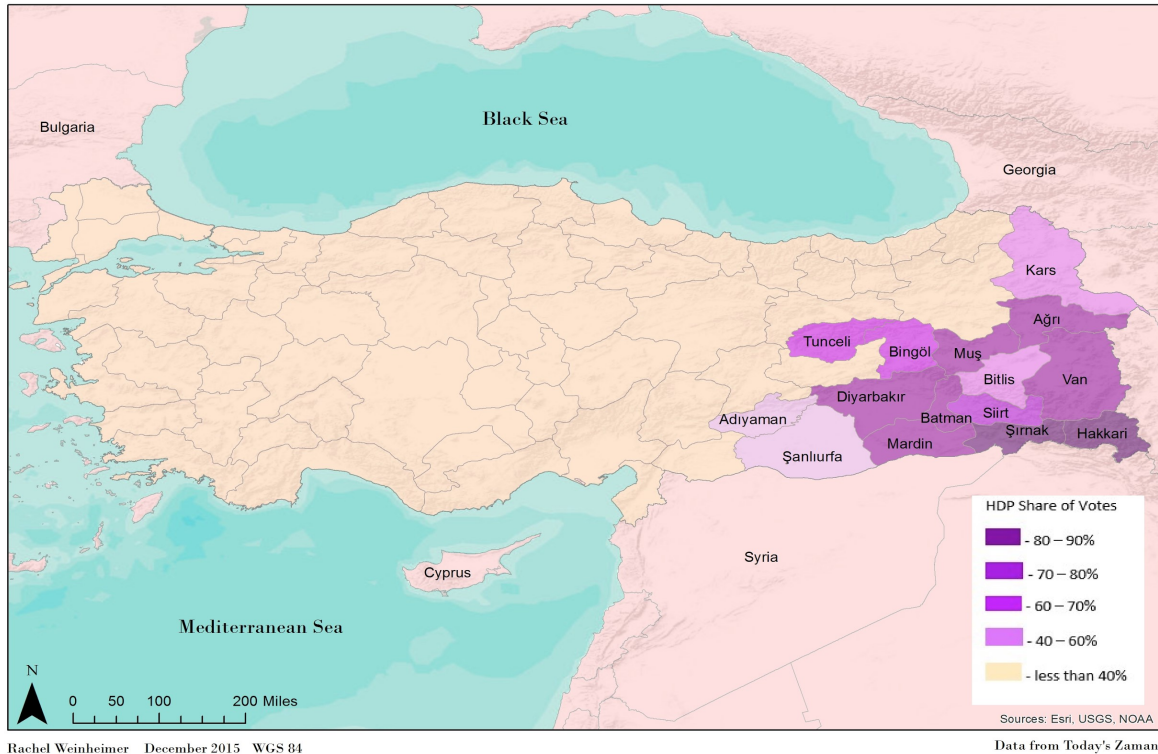 Black Sea
Bulgaria
Georgia
Kars
Ağrı
Tunceli
Bingöl
Muş
Bitlis
Van
Diyarbakır
Adıyaman
Batman
Siirt
Şırnak
Hakkari
Mardin
Şanlıurfa
HDP Share of Votes
- 80 – 90%
- 70 – 80%
- 60 – 70%
- 40 – 60%
- less than 40%
Syria
Cyprus
Mediterranean Sea
N
0 50 100 200 Miles
Sources: Esri, USGS, NOAA
Rachel Weinheimer December 2015 WGS 84
Data from Today's Zaman